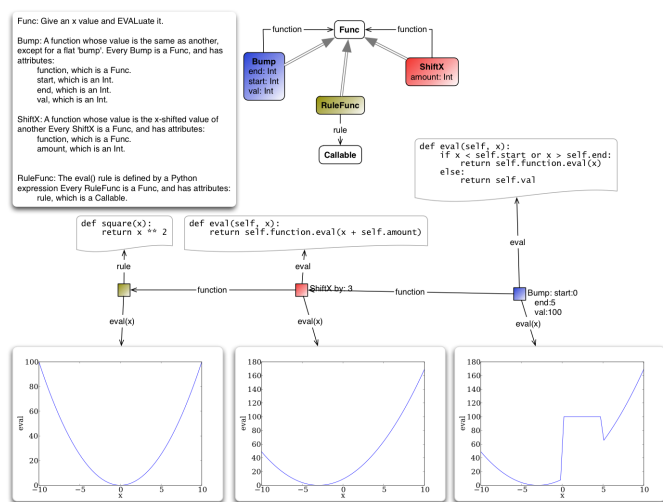 Func: Give an x value and EVALuate it.
Bump: A function whose value is the same as another,
except for a flat 'bump'. Every Bump is a Func, and has
attributes:
function, which is a Func.
start, which is an Int.
end, which is an Int.
val, which is an Int.
ShiftX: A function whose value is the x-shifted value of
another Every ShiftX is a Func, and has attributes:
function, which is a Func.
amount, which is an Int.
RuleFunc: The eval() rule is defined by a Python
expression Every RuleFunc is a Func, and has attributes:
rule, which is a Callable.
function
Func
function
Bump
end: Int
start: Int
val: Int
ShiftX
amount: Int
RuleFunc
rule
Callable
def eval(self, x):
if x < self.start or x > self.end:
return self.function.eval(x)
else:
return self.val
def square(x):
return x ** 2
def eval(self, x):
return self.function.eval(x + self.amount)
rule
eval
eval
function
ShiftX by: 3
function
Bump: start:0
end:5
val:100
eval(x)
eval(x)
eval(x)
100
80
60
40
20
0
eval
−10 −5 0 5 10
x
180
160
140
120
100
80
60
40
20
0
eval
−10 −5 0 5 10
x
180
160
140
120
100
80
60
40
20
0
eval
−10 −5 0 5 10
x